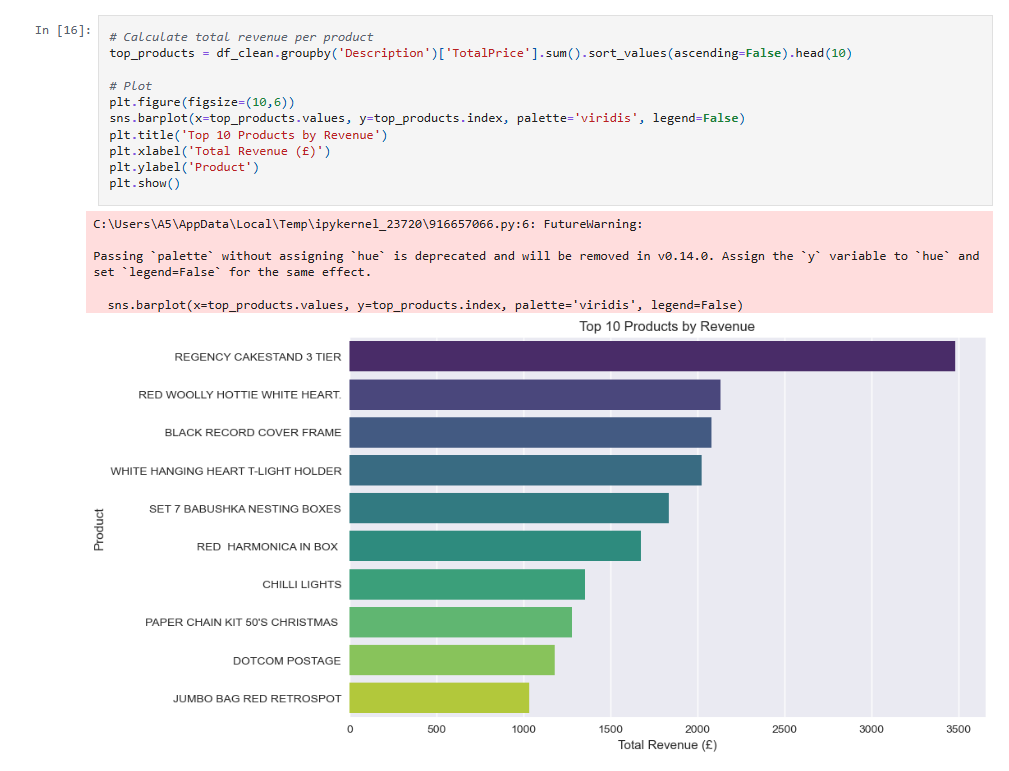 In [16]:
# Calculate total revenue per product
top_products = df_clean.groupby('Description')['TotalPrice'].sum().sort_values(ascending=False).head(10)
# Plot
plt.figure(figsize=(10,6))
sns.barplot(x=top_products.values, y=top_products.index, palette='viridis', legend=False)
plt.title('Top 10 Products by Revenue')
plt.xlabel('Total Revenue (£)')
plt.ylabel('Product')
plt.show()
C:\Users\A5\AppData\Local\Temp\ipykernel_23720\916657066.py:6: FutureWarning:
Passing `palette` without assigning `hue` is deprecated and will be removed in v0.14.0. Assign the `y` variable to `hue` and
set `legend=False` for the same effect.
sns.barplot(x=top_products.values, y=top_products.index, palette='viridis', legend=False)
Top 10 Products by Revenue
REGENCY CAKESTAND 3 TIER
RED WOOLLY HOTTIE WHITE HEART.
BLACK RECORD COVER FRAME
WHITE HANGING HEART T-LIGHT HOLDER
SET 7 BABUSHKA NESTING BOXES
RED  HARMONICA IN BOX
CHILLI LIGHTS
PAPER CHAIN KIT 50'S CHRISTMAS
DOTCOM POSTAGE
JUMBO BAG RED RETROSPOT
Product
0 500 1000 1500 2000 2500 3000 3500
Total Revenue (£)